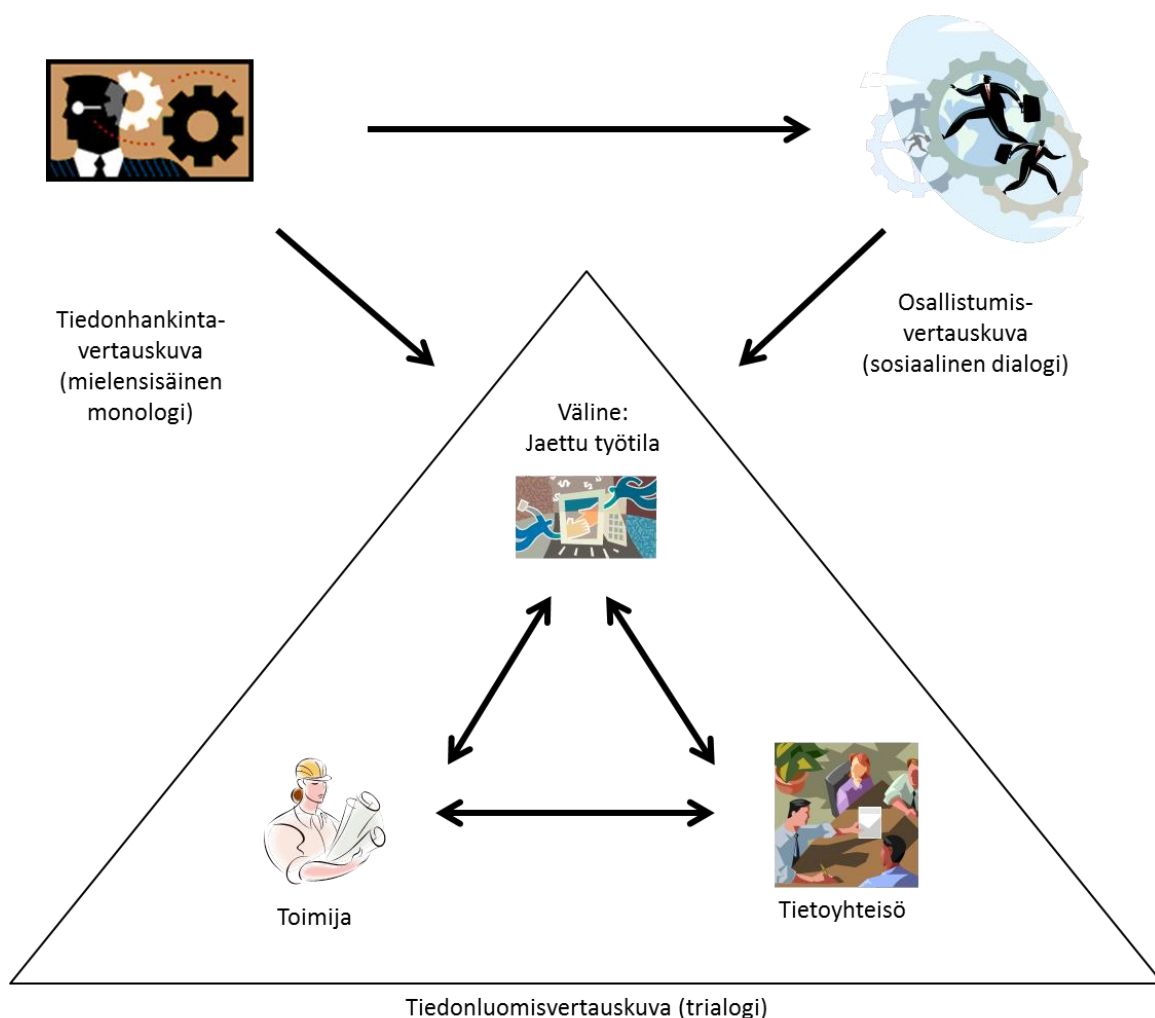 Tiedonhankinta-
vertauskuva
(mielensisäinen
monologi)
Osallistumis-
vertauskuva
(sosiaalinen dialogi)
Väline:
Jaettu työtila
Toimija
Tietoyhteisö
Tiedonluomisvertauskuva (trialogi)